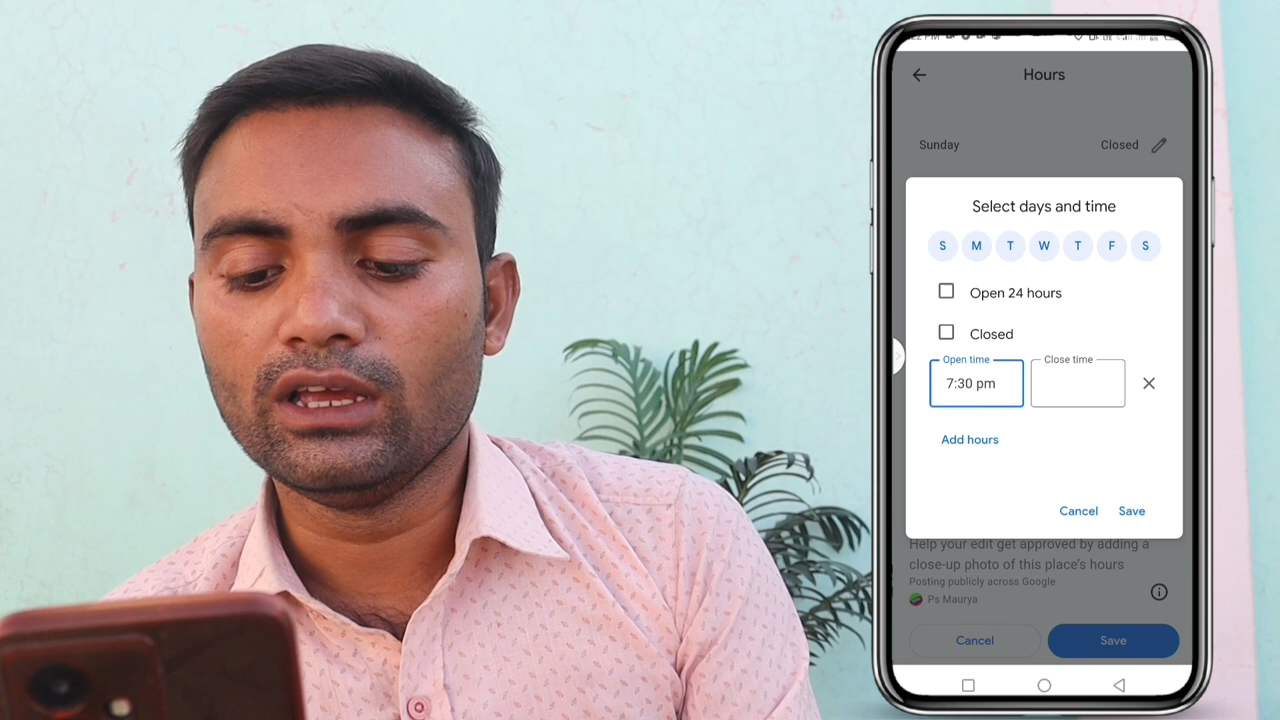 Hours
Sunday Closed
Select days and time
S M T W T F S
Open 24 hours
Closed
Open time Close time
7:30 pm
Add hours
Cancel Save
Help your edit get approved by adding a
close-up photo of this place's hours
Posting publicly across Google
Ps Maurya
Cancel Save